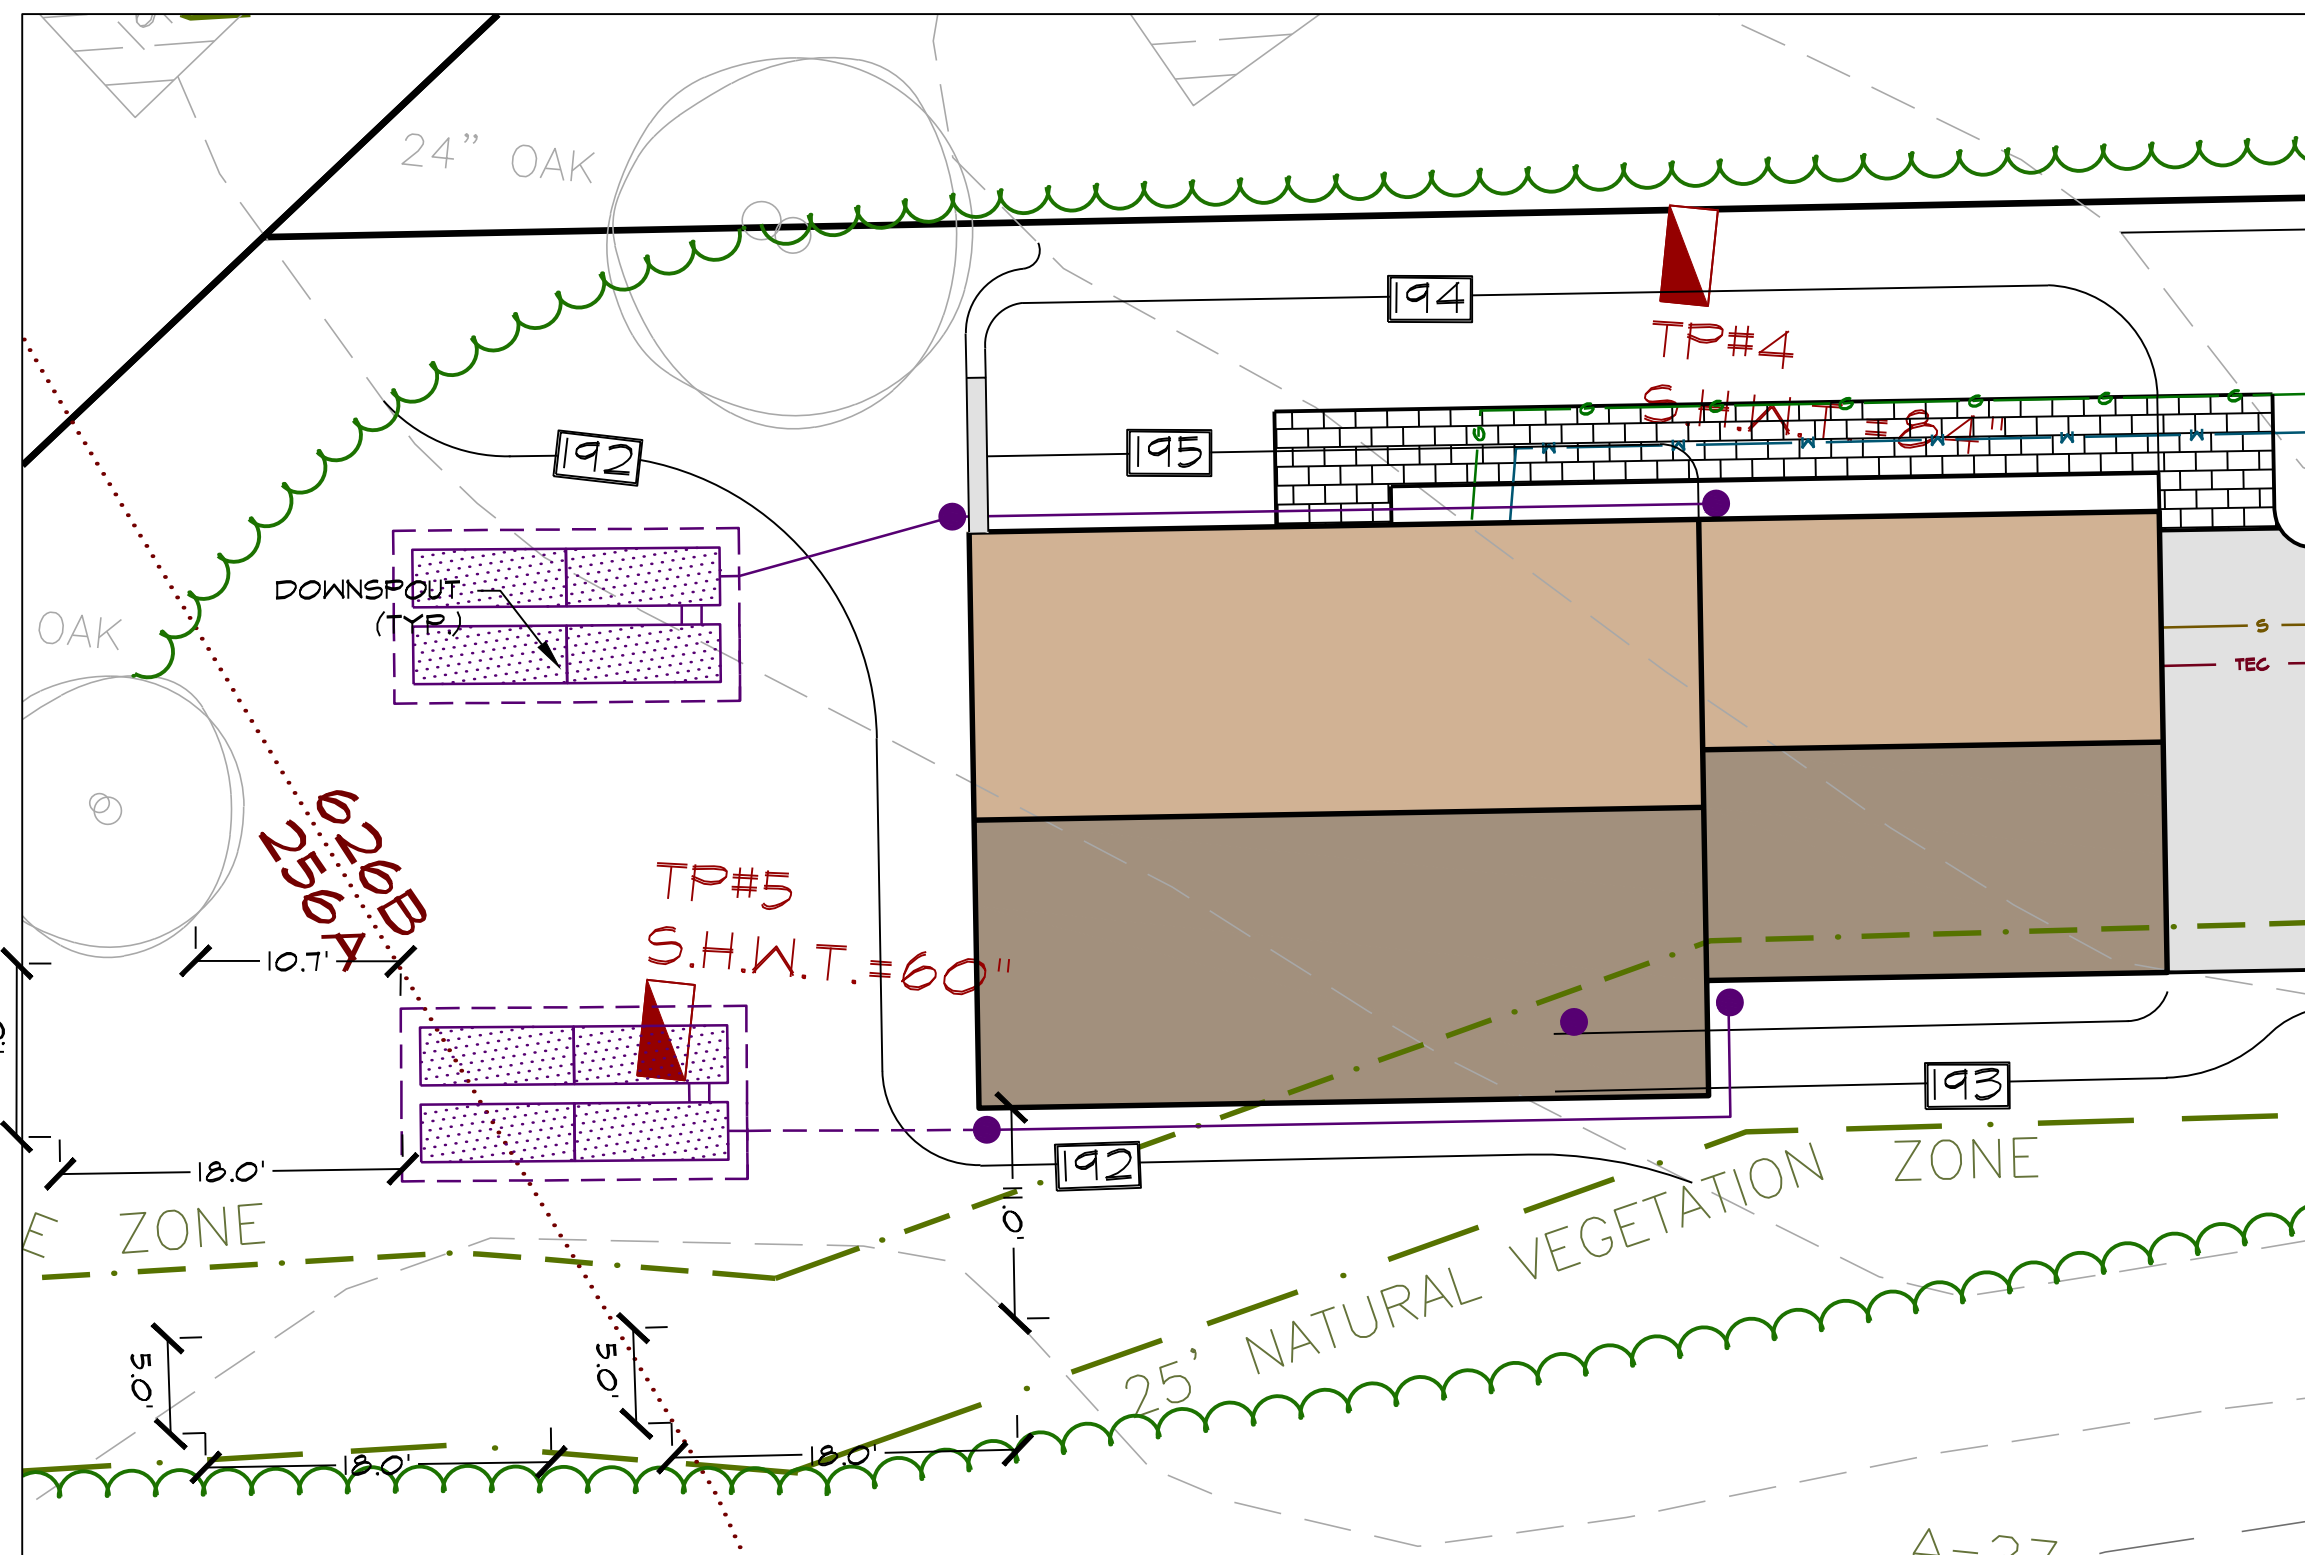 24" OAK
194
TP#4
S.H.W.T.=84"
S S S S S S
S
W W W W W W
192
195
DOWNSPOUT
(TYP.)
OAK
S
TEC
626B
256A
TP#5
S.H.W.T.=60"
10.7'
193
ZONE
192
18.0'
ZONE
25' NATURAL VEGETATION
5.0'
5.0'
18.0'
18.0'